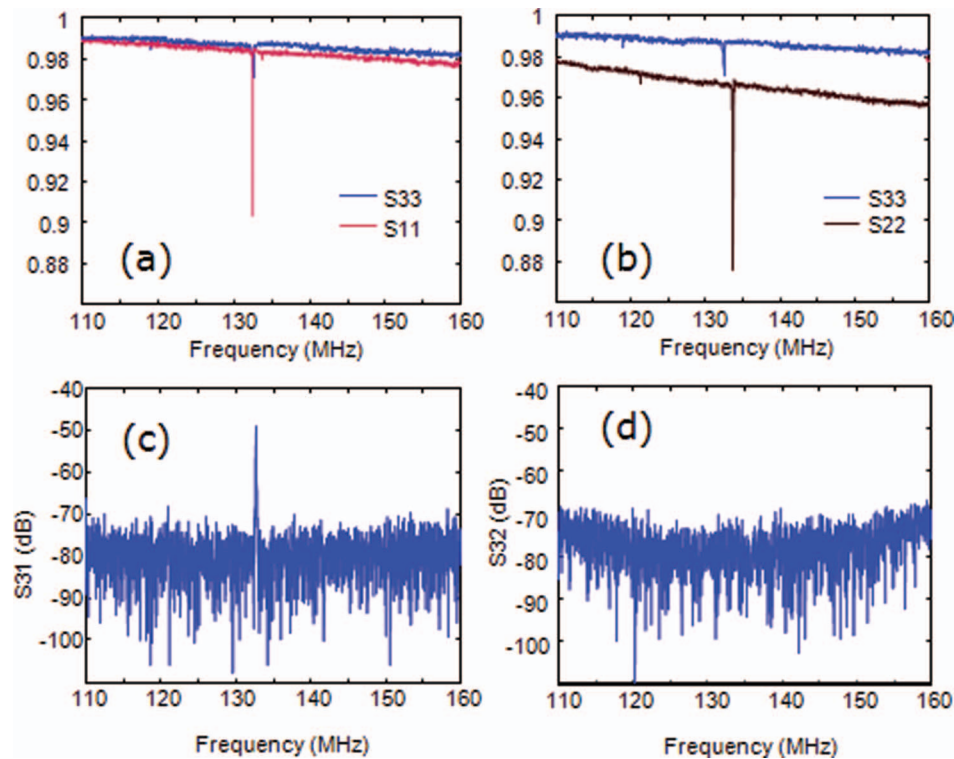 1
0.98
0.96
0.94
0.92
0.9
0.88
S33
S11
(a)
110 120 130 140 150 160
Frequency (MHz)
1
0.98
0.96
0.94
0.92
0.9
0.88
S33
S22
(b)
110 120 130 140 150 160
Frequency (MHz)
-40
-50
-60
-70
-80
-90
-100
S31 (dB)
(c)
110 120 130 140 150 160
Frequency (MHz)
-40
-50
-60
-70
-80
-90
-100
S32 (dB)
(d)
110 120 130 140 150 160
Frequency (MHz)